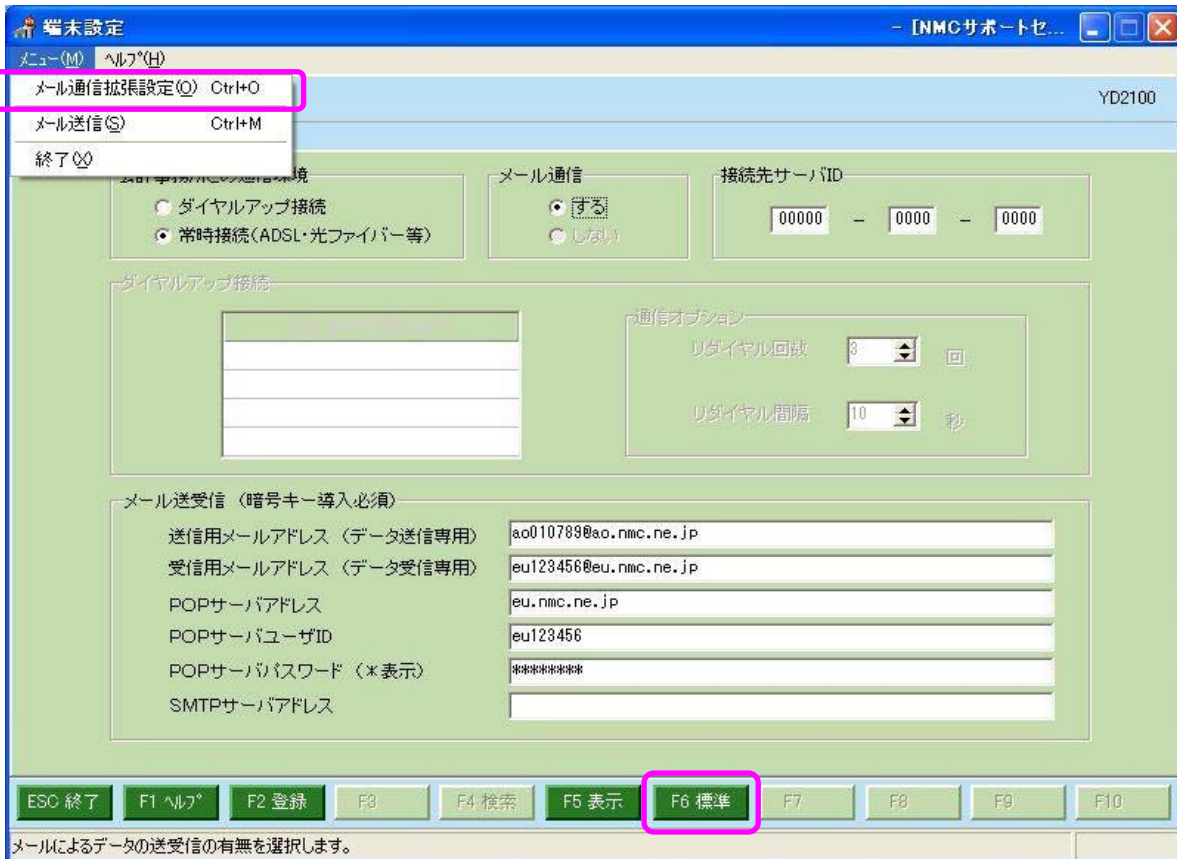 端末設定 - [NMCサポートセ...
メニュー(M) ヘルプ(H)
メール通信拡張設定(O) Ctrl+O
メール送信(S) Ctrl+M
終了(X)
YD2100
メール通信
接続先サーバID
ダイヤルアップ接続
常時接続(ADSL・光ファイバー等)
する
しない
00000 - 0000 - 0000
ダイヤルアップ接続
通信オプション
リダイヤル回数 3 回
リダイヤル間隔 10 秒
メール送受信 (暗号キー導入必須)
送信用メールアドレス (データ送信専用) ao010789@ao.nmc.ne.jp
受信用メールアドレス (データ受信専用) eu123456@eu.nmc.ne.jp
POPサーバアドレス eu.nmc.ne.jp
POPサーバユーザID eu123456
POPサーバパスワード (*表示) ********
SMTPサーバアドレス
ESC 終了 F1 ヘルプ F2 登録 F3 F4 検索 F5 表示 F6 標準 F7 F8 F9 F10
メールによるデータの送受信の有無を選択します。